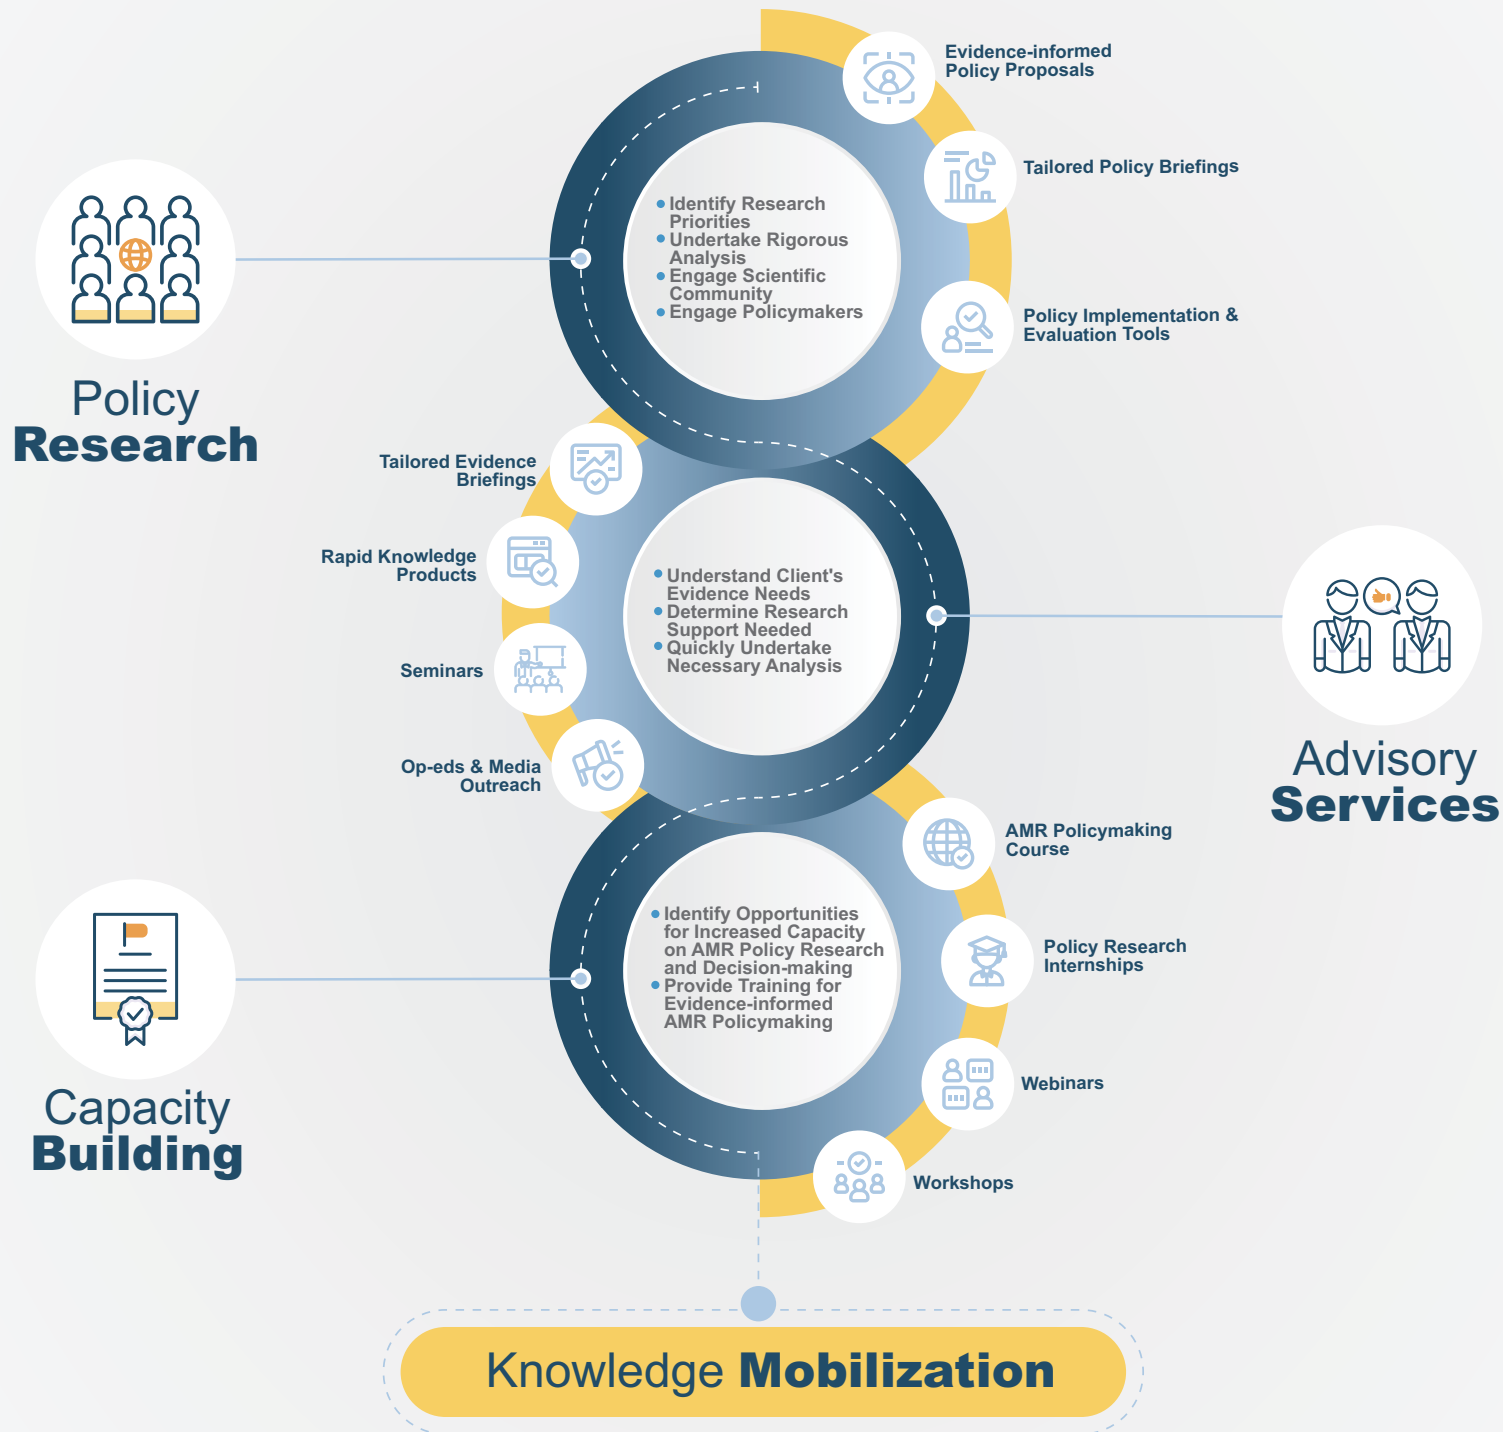 Evidence-informed
Policy Proposals
Tailored Policy Briefings
Policy Implementation &
Evaluation Tools
• Identify Research
Priorities
• Undertake Rigorous
Analysis
• Engage Scientific
Community
• Engage Policymakers
Policy
Research
Tailored Evidence
Briefings
Rapid Knowledge
Products
Seminars
Op-eds & Media
Outreach
• Understand Client's
Evidence Needs
• Determine Research
Support Needed
• Quickly Undertake
Necessary Analysis
Advisory
Services
AMR Policymaking
Course
Policy Research
Internships
Webinars
Workshops
• Identify Opportunities
for Increased Capacity
on AMR Policy Research
and Decision-making
• Provide Training for
Evidence-informed
AMR Policymaking
Capacity
Building
Knowledge Mobilization